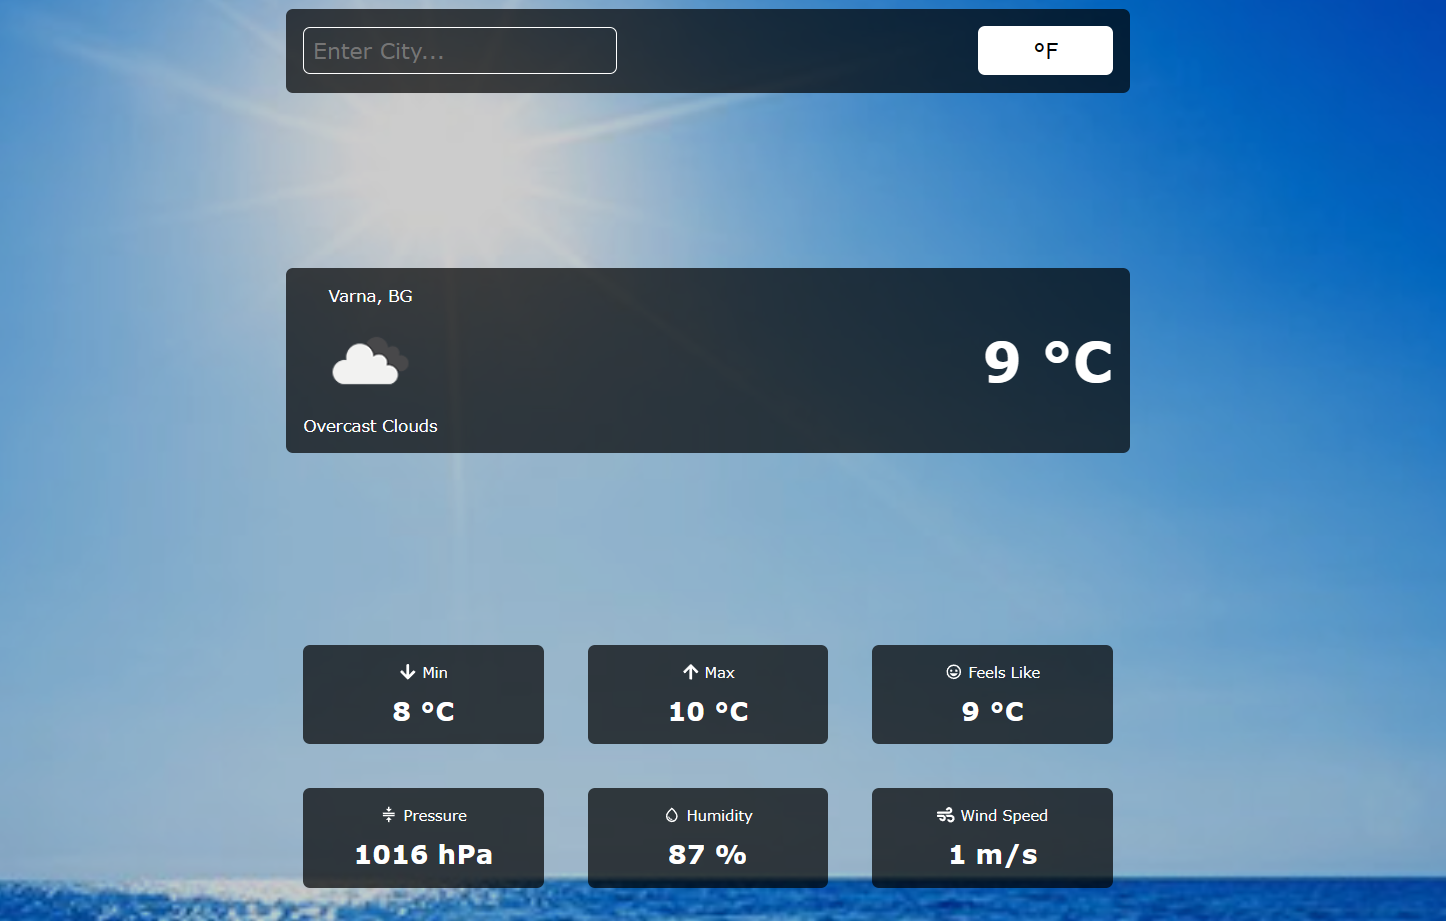 Enter City...
°F
Varna, BG
9 °C
Overcast Clouds
Min
8 °C
Max
10 °C
Feels Like
9 °C
Pressure
1016 hPa
Humidity
87 %
Wind Speed
1 m/s